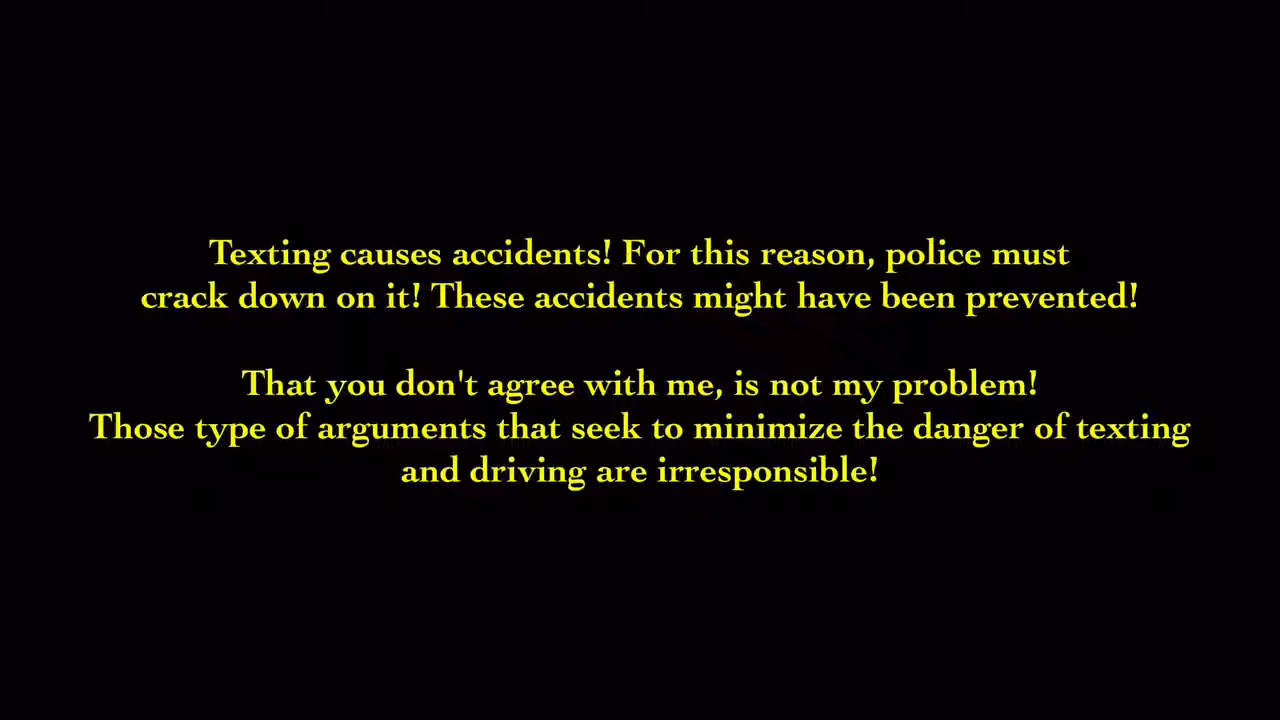 Texting causes accidents! For this reason, police must
crack down on it! These accidents might have been prevented!
That you don't agree with me, is not my problem!
Those type of arguments that seek to minimize the danger of texting
and driving are irresponsible!